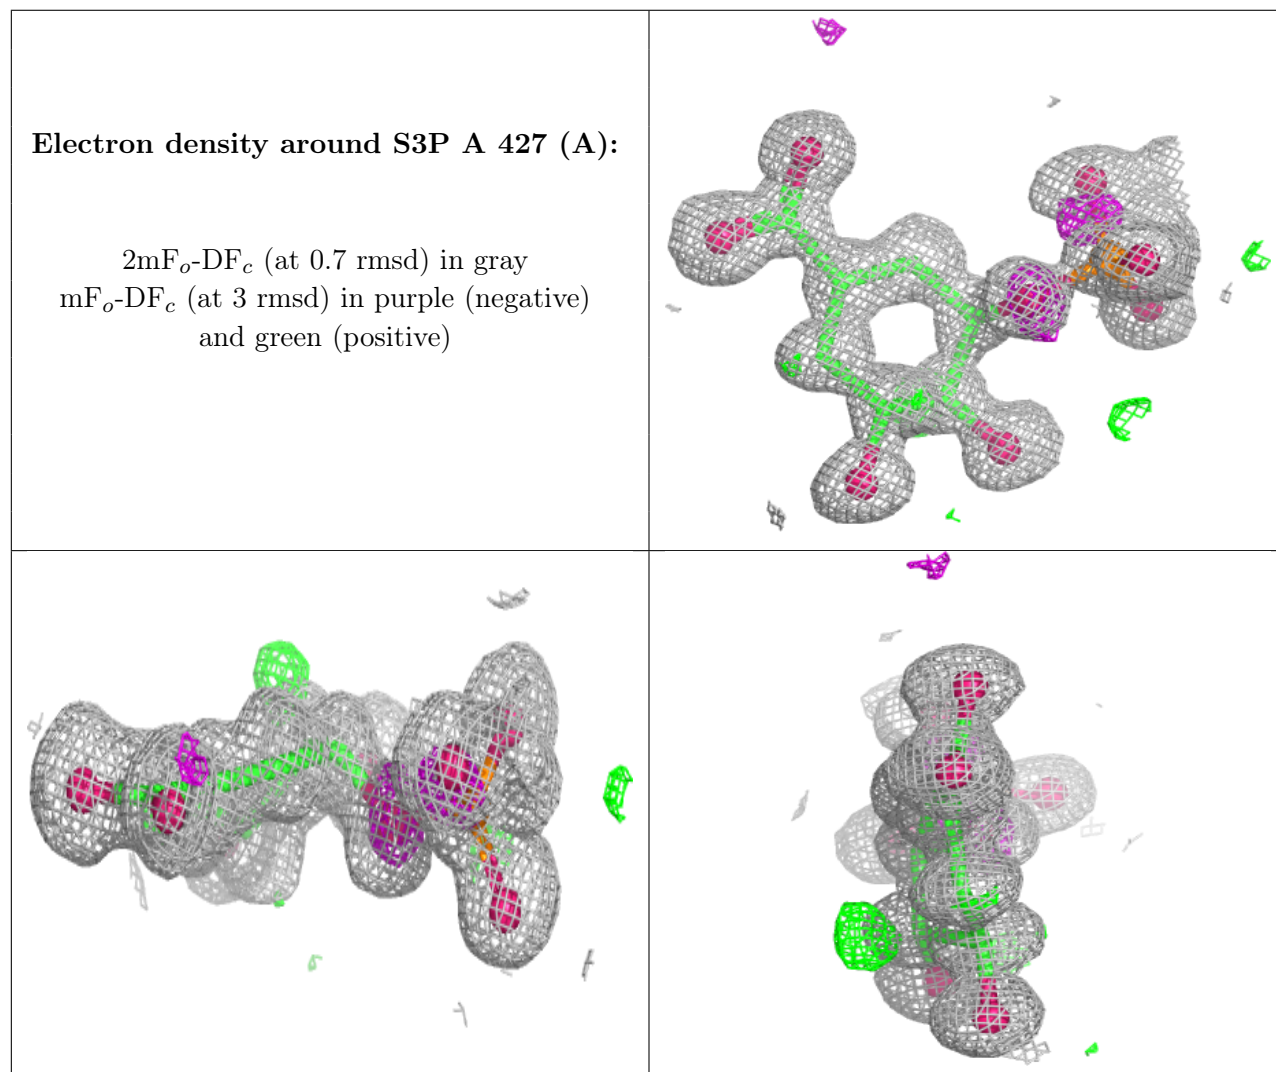 Electron density around S3P A 427 (A):
2mFo-DFc (at 0.7 rmsd) in gray
mFo-DFc (at 3 rmsd) in purple (negative)
and green (positive)